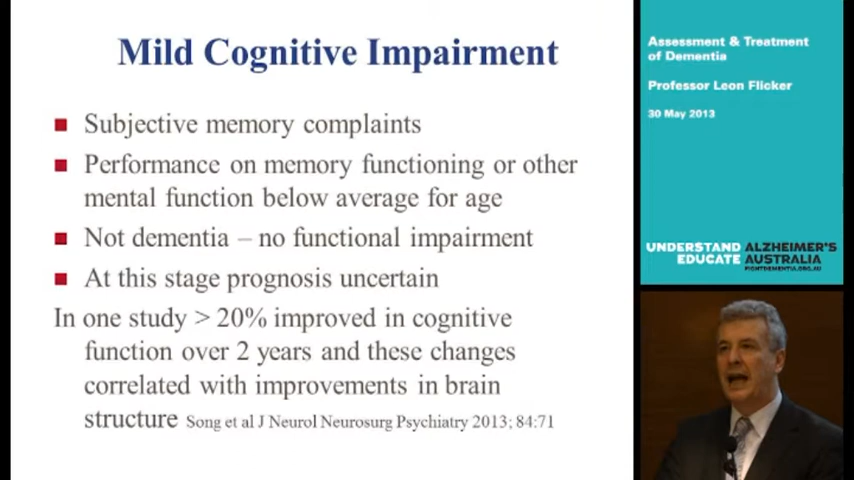 Mild Cognitive Impairment
Subjective memory complaints
Performance on memory functioning or other
mental function below average for age
Not dementia – no functional impairment
At this stage prognosis uncertain
In one study > 20% improved in cognitive
function over 2 years and these changes
correlated with improvements in brain
structure Song et al J Neurol Neurosurg Psychiatry 2013; 84:71
Assessment & Treatment
of Dementia
Professor Leon Flicker
30 May 2013
UNDERSTAND ALZHEIMER'S
EDUCATE AUSTRALIA
FIGHTDEMENTIA.ORG.AU